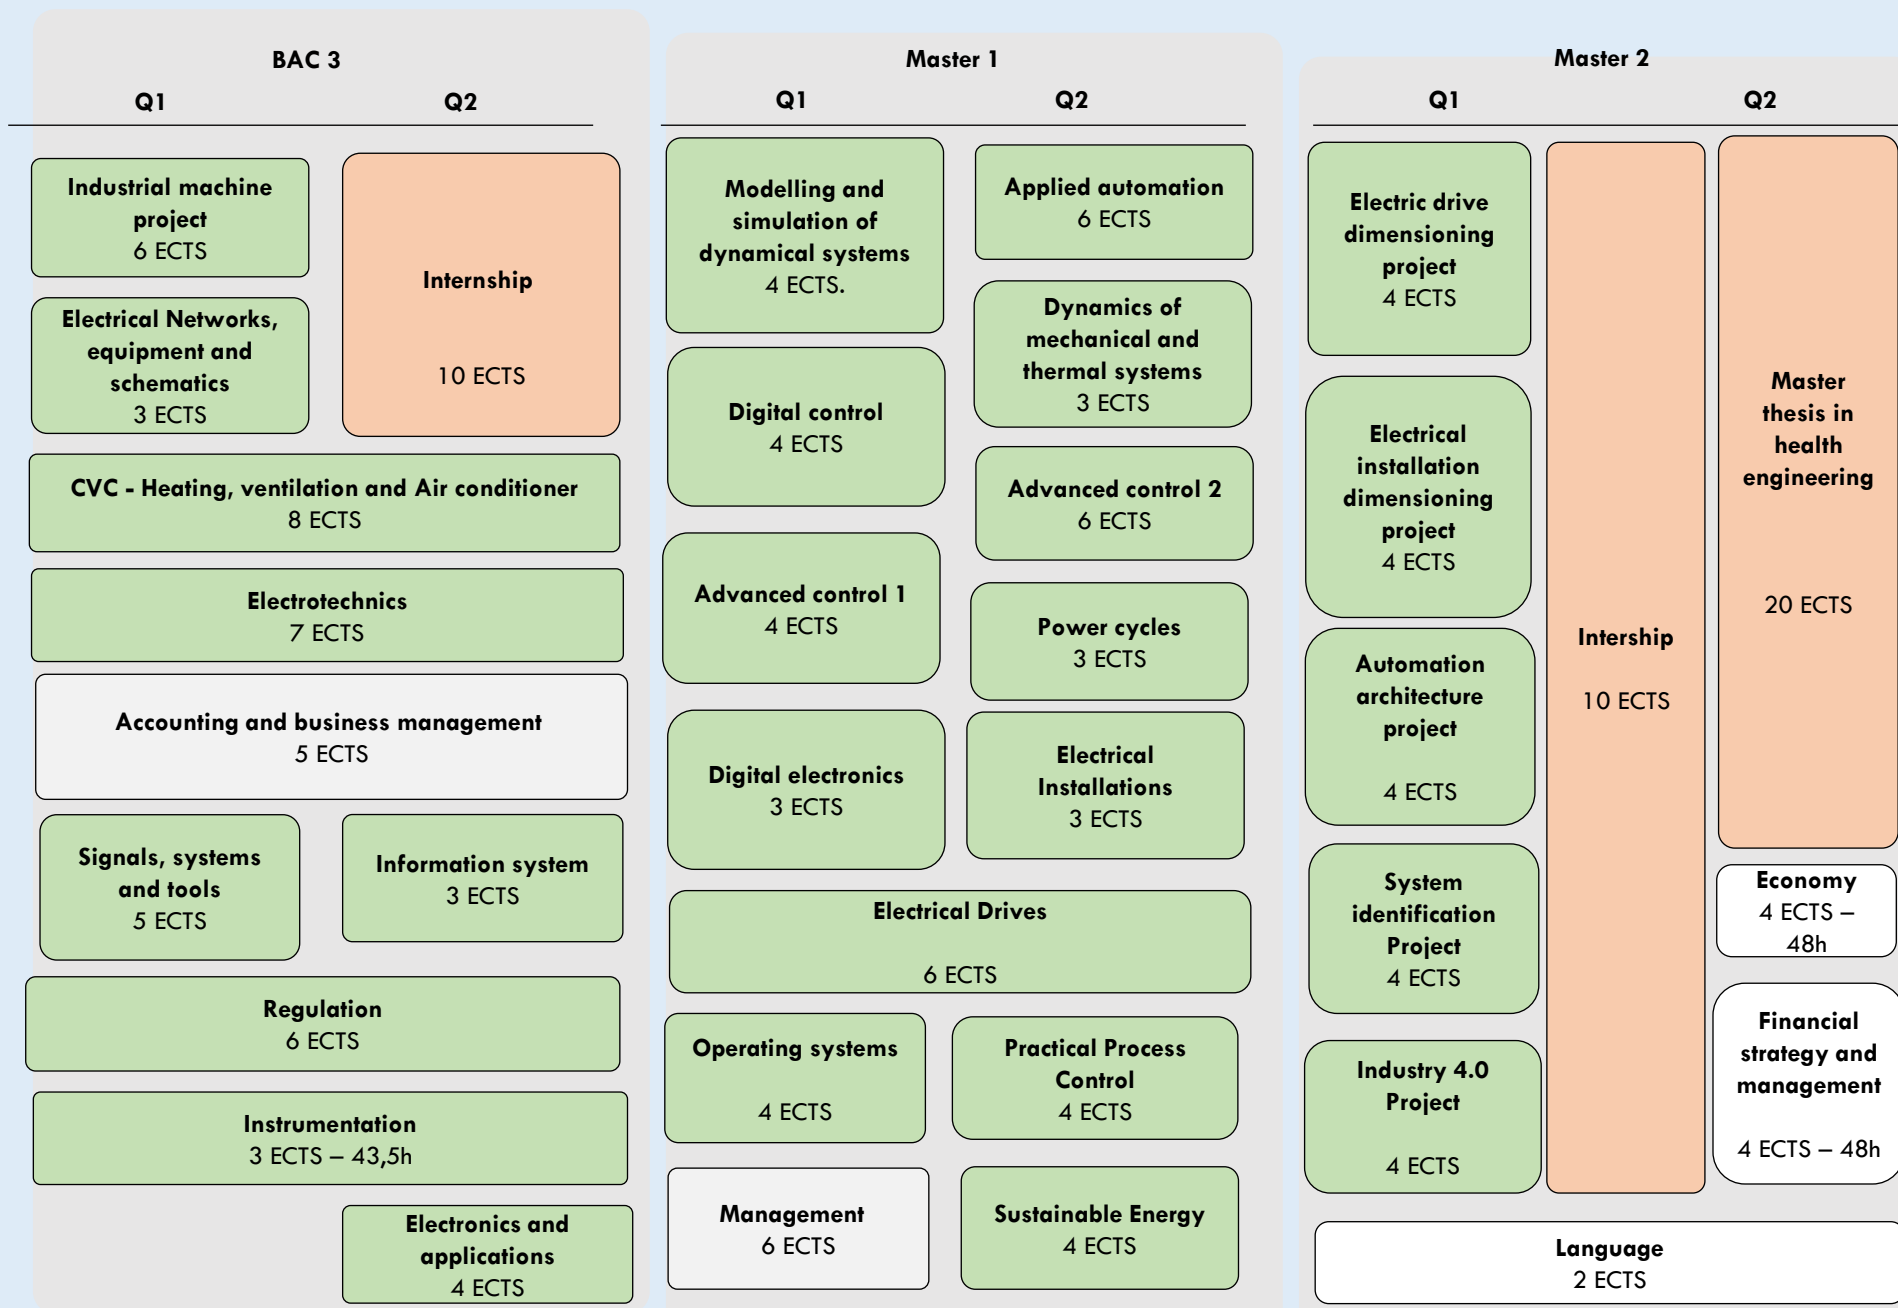 BAC 3
Q1
Q2
Industrial machine
project
6 ECTS
Internship
10 ECTS
Electrical Networks,
equipment and
schematics
3 ECTS
CVC - Heating, ventilation and Air conditioner
8 ECTS
Electrotechnics
7 ECTS
Accounting and business management
5 ECTS
Signals, systems
and tools
5 ECTS
Information system
3 ECTS
Regulation
6 ECTS
Instrumentation
3 ECTS – 43,5h
Electronics and
applications
4 ECTS
Master 1
Q1
Q2
Modelling and
simulation of
dynamical systems
4 ECTS.
Applied automation
6 ECTS
Dynamics of
mechanical and
thermal systems
3 ECTS
Digital control
4 ECTS
Advanced control 2
6 ECTS
Advanced control 1
4 ECTS
Power cycles
3 ECTS
Digital electronics
3 ECTS
Electrical
Installations
3 ECTS
Electrical Drives
6 ECTS
Operating systems
4 ECTS
Practical Process
Control
4 ECTS
Management
6 ECTS
Sustainable Energy
4 ECTS
Master 2
Q1
Q2
Electric drive
dimensioning
project
4 ECTS
Electrical
installation
dimensioning
project
4 ECTS
Automation
architecture
project
4 ECTS
System
identification
Project
4 ECTS
Industry 4.0
Project
4 ECTS
Intership
10 ECTS
Master
thesis in
health
engineering
20 ECTS
Economy
4 ECTS –
48h
Financial
strategy and
management
4 ECTS – 48h
Language
2 ECTS